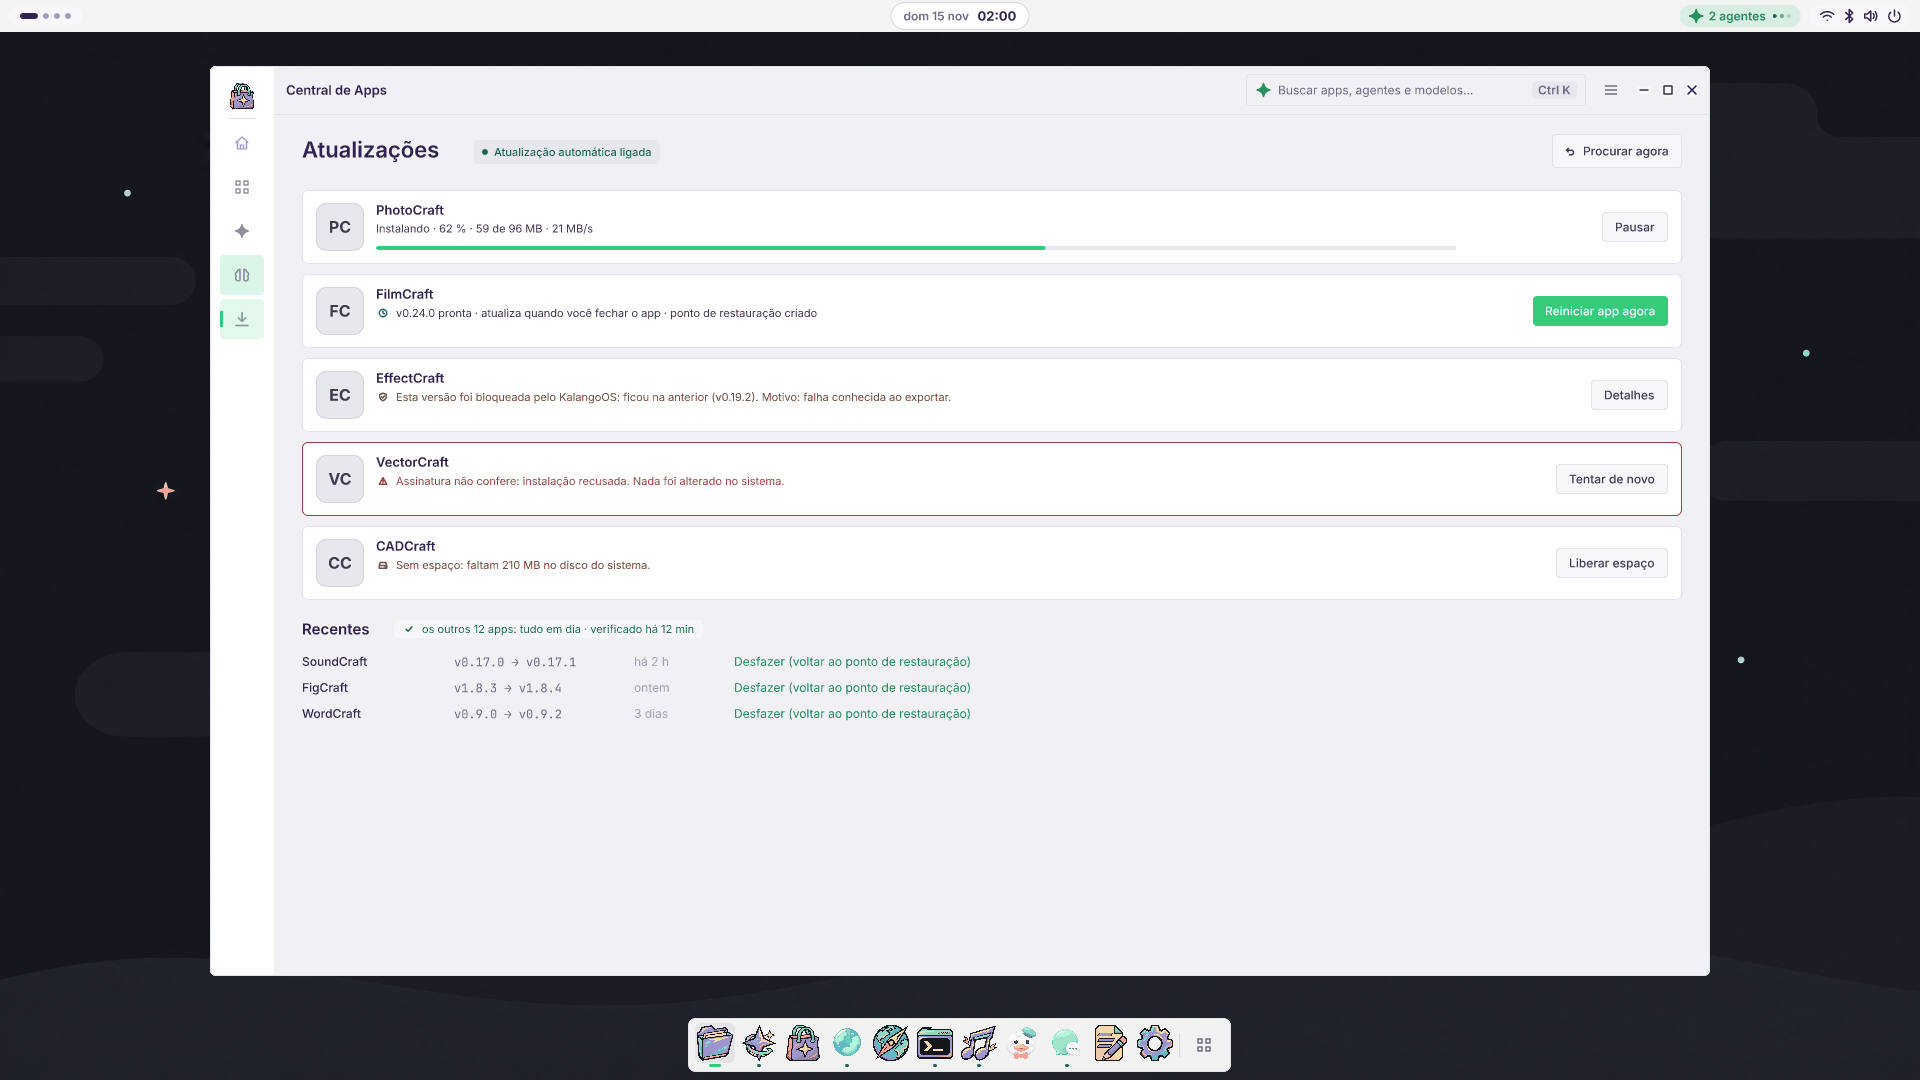 dom 15 nov 02:00
2 agentes
Central de Apps
Buscar apps, agentes e modelos...
Ctrl K
Atualizações
Atualização automática ligada
Procurar agora
PC
PhotoCraft
Instalando · 62 % · 59 de 96 MB · 21 MB/s
Pausar
FC
FilmCraft
v0.24.0 pronta · atualiza quando você fechar o app · ponto de restauração criado
Reiniciar app agora
EC
EffectCraft
Esta versão foi bloqueada pelo KalangoOS: ficou na anterior (v0.19.2). Motivo: falha conhecida ao exportar.
Detalhes
VC
VectorCraft
Assinatura não confere: instalação recusada. Nada foi alterado no sistema.
Tentar de novo
CC
CADCraft
Sem espaço: faltam 210 MB no disco do sistema.
Liberar espaço
Recentes
os outros 12 apps: tudo em dia · verificado há 12 min
SoundCraft v0.17.0 → v0.17.1 há 2 h Desfazer (voltar ao ponto de restauração)
FigCraft v1.8.3 → v1.8.4 ontem Desfazer (voltar ao ponto de restauração)
WordCraft v0.9.0 → v0.9.2 3 dias Desfazer (voltar ao ponto de restauração)